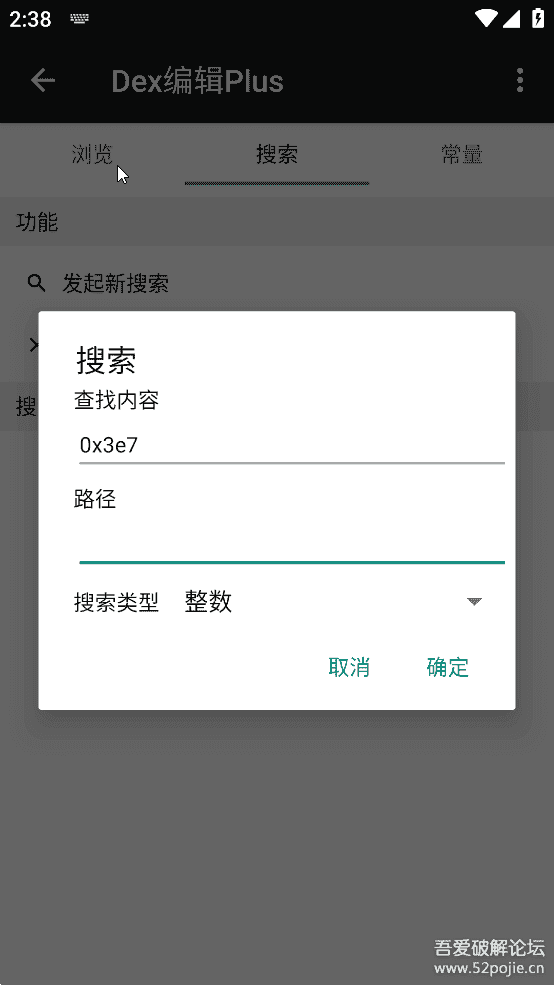 2:38
Dex编辑Plus
浏览 搜索 常量
功能
发起新搜索
搜
搜索
查找内容
0x3e7
路径
搜索类型 整数
取消 确定
吾爱破解论坛
www.52pojie.cn